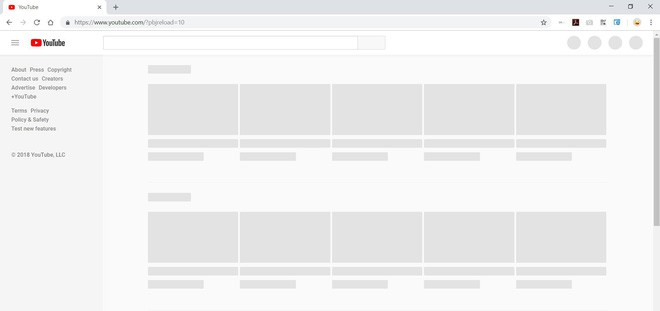 YouTube
https://www.youtube.com/?pbjreload=10
YouTube
About Press Copyright
Contact us Creators
Advertise Developers
+YouTube
Terms Privacy
Policy & Safety
Test new features
© 2018 YouTube, LLC